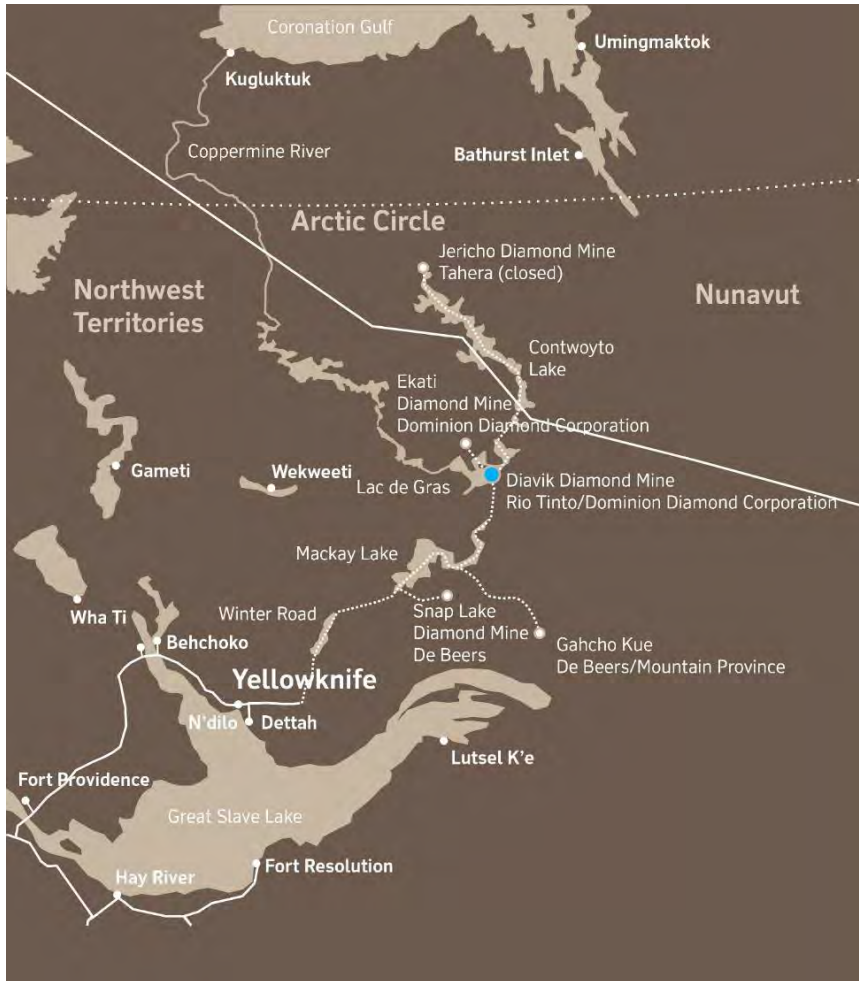 Coronation Gulf
Umingmaktok
Kugluktuk
Coppermine River
Bathurst Inlet
Arctic Circle
Jericho Diamond Mine
Tahera (closed)
Northwest
Territories
Nunavut
Contwoyto
Lake
Ekati
Diamond Mine
Dominion Diamond Corporation
Gameti
Wekweeti
Lac de Gras
Diavik Diamond Mine
Rio Tinto/Dominion Diamond Corporation
Mackay Lake
Wha Ti
Winter Road
Snap Lake
Diamond Mine
De Beers
Behchoko
Gahcho Kue
De Beers/Mountain Province
Yellowknife
N'dilo
Dettah
Lutsel K'e
Fort Providence
Great Slave Lake
Fort Resolution
Hay River